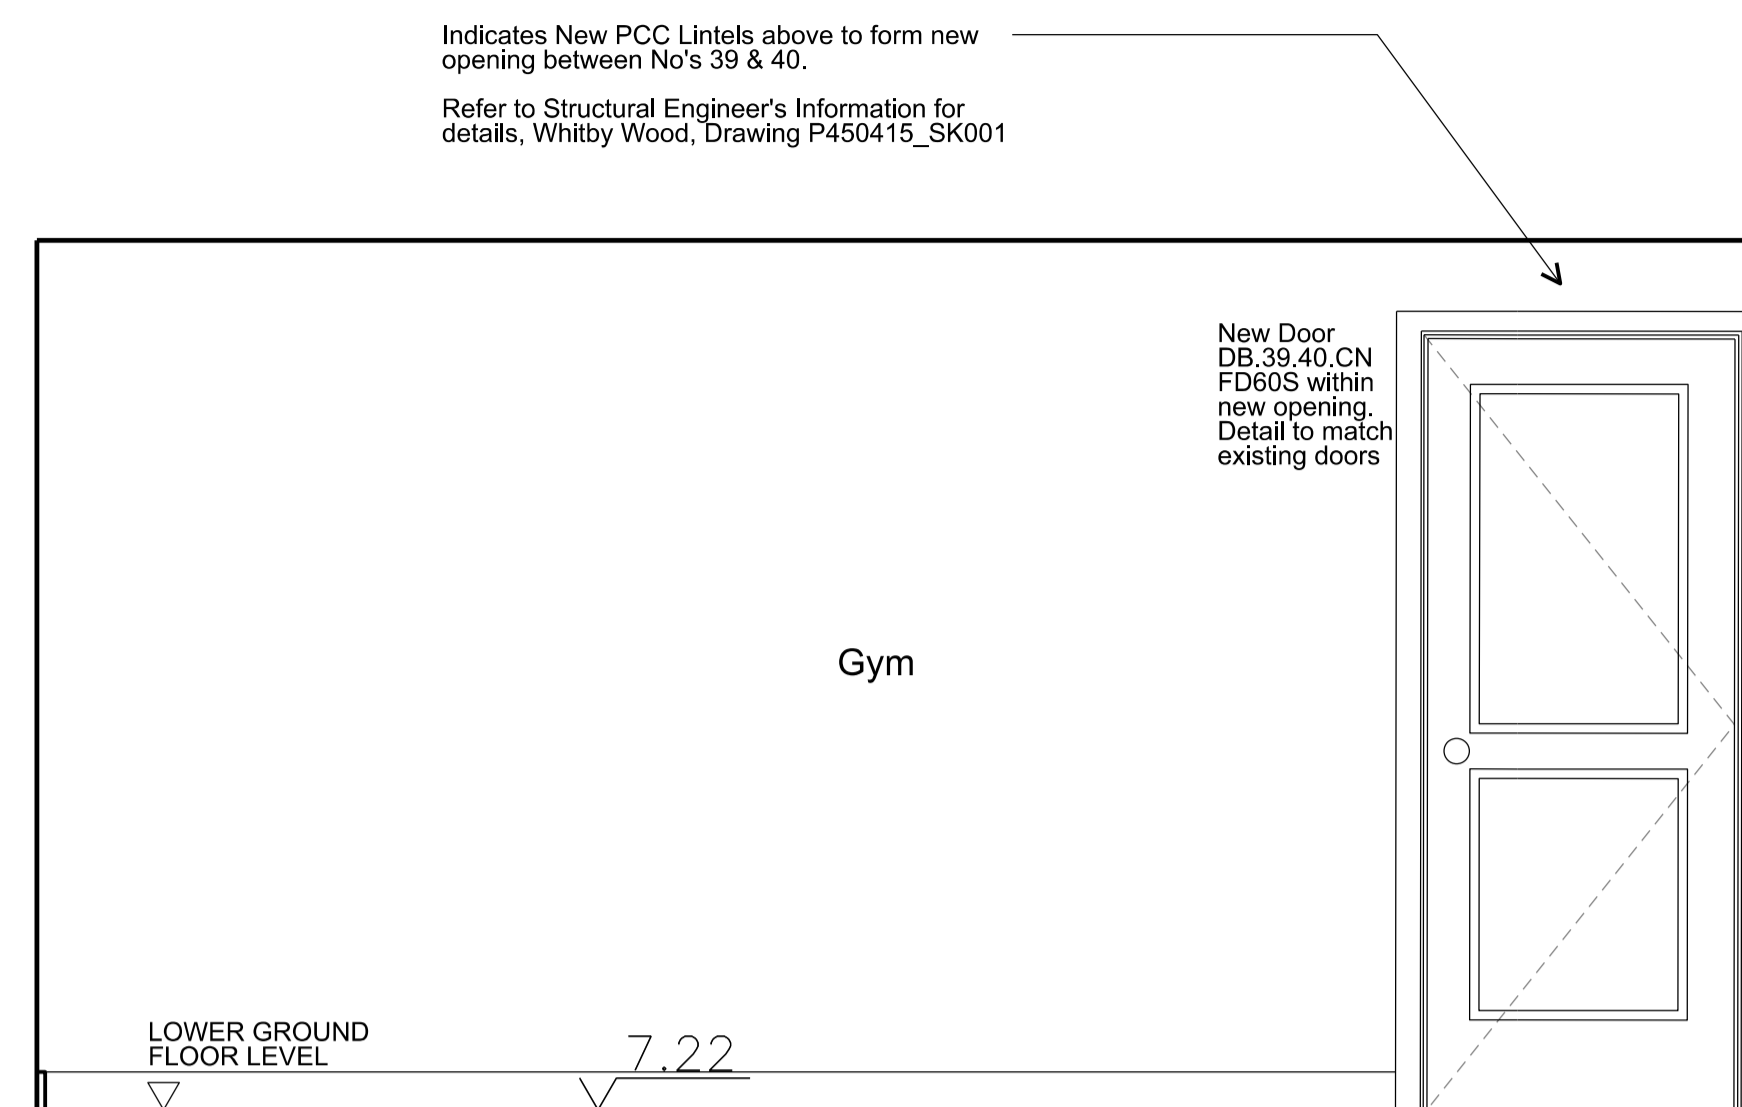 Indicates New PCC Lintels above to form new
opening between No's 39 & 40.
Refer to Structural Engineer's Information for
details, Whitby Wood, Drawing P450415_SK001
New Door
DB.39.40.CN
FD60S within
new opening.
Detail to match
existing doors
Gym
LOWER GROUND
FLOOR LEVEL
7.22